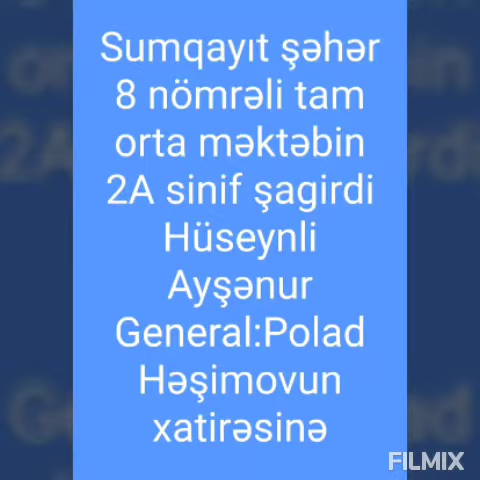 Sumqayıt şəhər
8 nömrəli tam
orta məktəbin
2A sinif şagirdi
Hüseynli
Ayşənur
General:Polad
Həşimovun
xatirəsinə
FILMIX